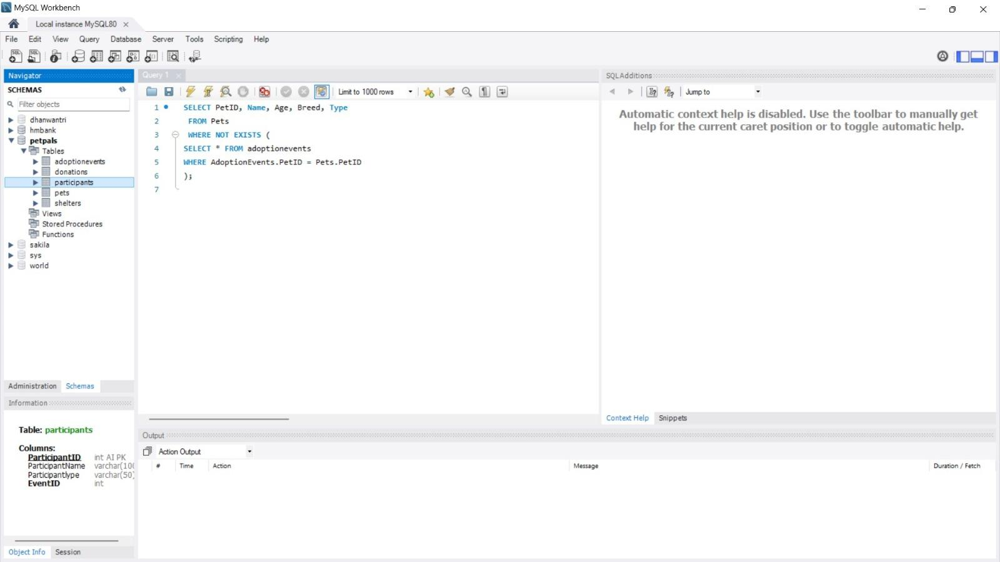 MySQL Workbench
Local instance MySQL80
File Edit View Query Database Server Tools Scripting Help
Navigator
SCHEMAS
Filter objects
dhanwantri
hmbank
petpals
Tables
adoptionevents
donations
participants
pets
shelters
Views
Stored Procedures
Functions
sakila
sys
world
Administration Schemas
Information
Table: participants
Columns:
ParticipantID int AI PK
ParticipantName varchar(100
ParticipantType varchar(50)
EventID int
Object Info Session
Query 1
Limit to 1000 rows
1 SELECT PetID, Name, Age, Breed, Type
2 FROM Pets
3 WHERE NOT EXISTS (
4 SELECT * FROM adoptionevents
5 WHERE AdoptionEvents.PetID = Pets.PetID
6 );
7
SQLAdditions
Jump to
Automatic context help is disabled. Use the toolbar to manually get
help for the current caret position or to toggle automatic help.
Context Help Snippets
Output
Action Output
# Time Action Message Duration / Fetch